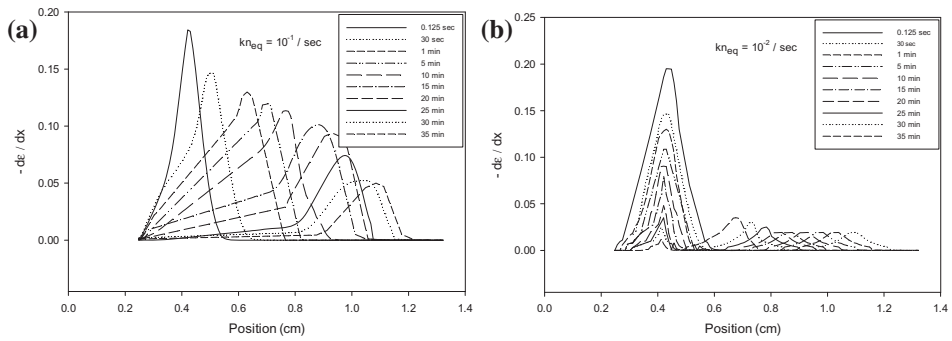 (a)
- dε / dx
0.20
0.15
0.10
0.05
0.00
kn_eq = 10^-1 / sec
0.125 sec
30 sec
1 min
5 min
10 min
15 min
20 min
25 min
30 min
35 min
0.0 0.2 0.4 0.6 0.8 1.0 1.2 1.4
Position (cm)
(b)
- dε / dx
0.25
0.20
0.15
0.10
0.05
0.00
kn_eq = 10^-2 / sec
0.125 sec
30 sec
1 min
5 min
10 min
15 min
20 min
25 min
30 min
35 min
0.0 0.2 0.4 0.6 0.8 1.0 1.2 1.4
Position (cm)